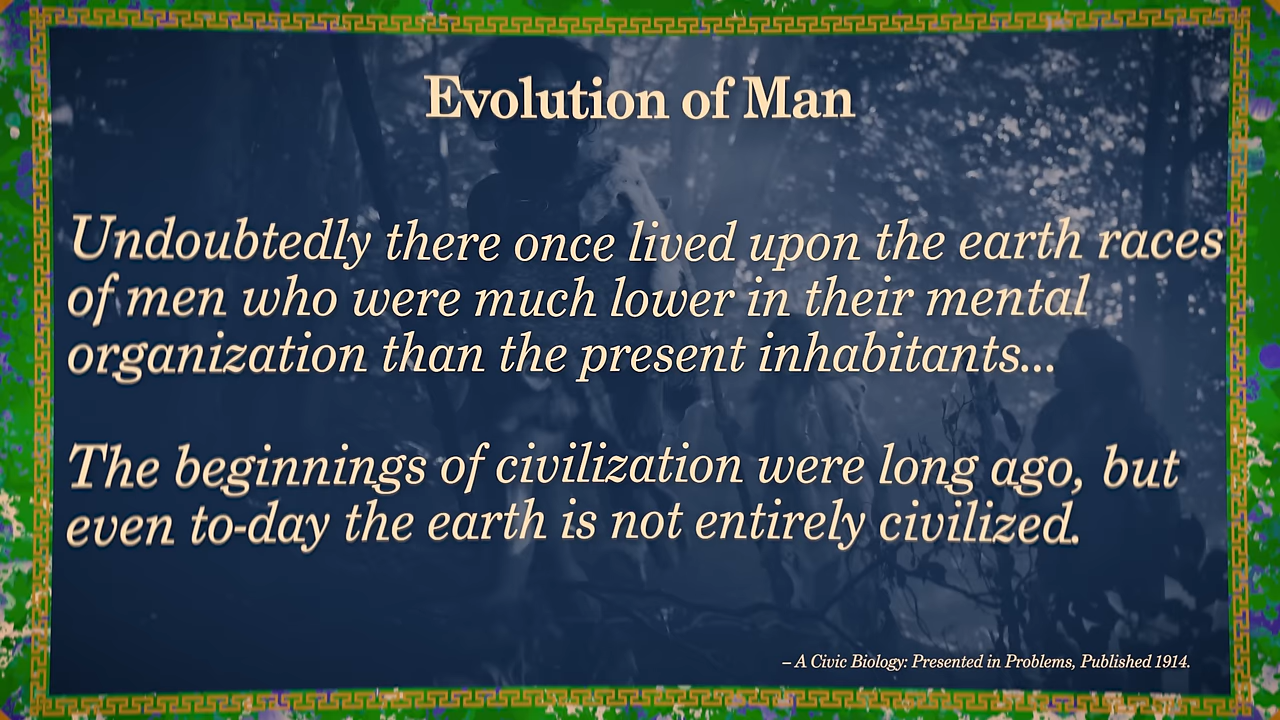 Evolution of Man
Undoubtedly there once lived upon the earth races
of men who were much lower in their mental
organization than the present inhabitants...
The beginnings of civilization were long ago, but
even to-day the earth is not entirely civilized.
– A Civic Biology: Presented in Problems, Published 1914.